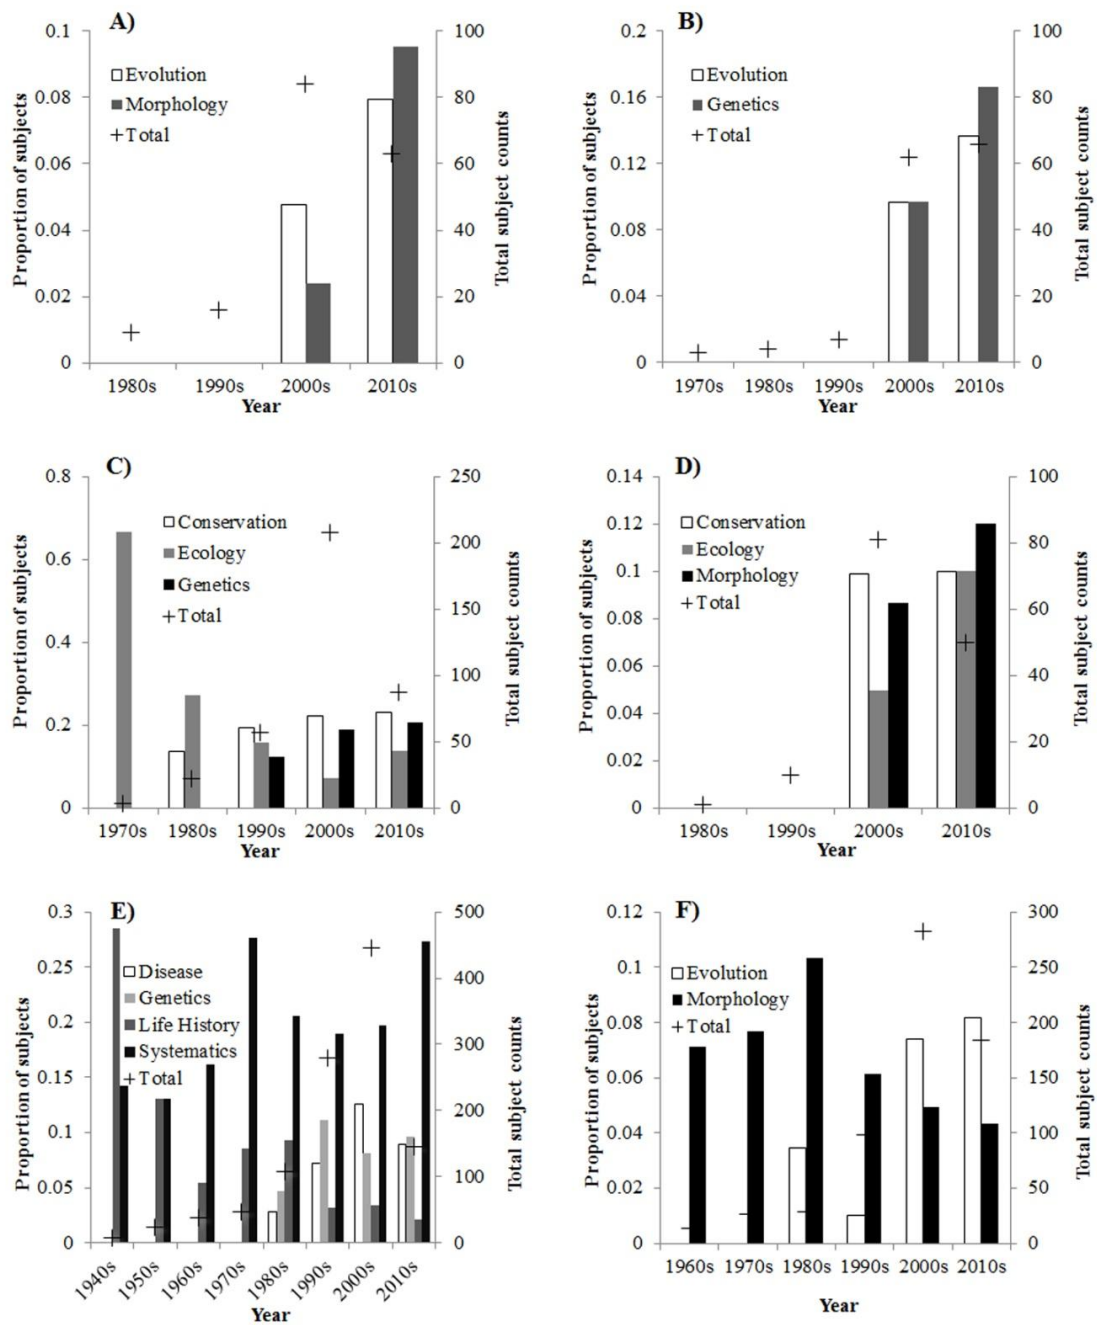 A)
0.1
0.08
0.06
0.04
0.02
0
Proportion of subjects
Evolution
Morphology
Total
100
80
60
40
20
0
Total subject counts
1980s 1990s 2000s 2010s
Year
B)
0.2
0.16
0.12
0.08
0.04
0
Proportion of subjects
Evolution
Genetics
Total
100
80
60
40
20
0
Total subject counts
1970s 1980s 1990s 2000s 2010s
Year
C)
0.8
0.6
0.4
0.2
0
Proportion of subjects
Conservation
Ecology
Genetics
Total
250
200
150
100
50
0
Total subject counts
1970s 1980s 1990s 2000s 2010s
Year
D)
0.14
0.12
0.1
0.08
0.06
0.04
0.02
0
Proportion of subjects
Conservation
Ecology
Morphology
Total
100
80
60
40
20
0
Total subject counts
1980s 1990s 2000s 2010s
Year
E)
0.3
0.25
0.2
0.15
0.1
0.05
0
Proportion of subjects
Disease
Genetics
Life History
Systematics
Total
500
400
300
200
100
0
Total subject counts
1940s 1950s 1960s 1970s 1980s 1990s 2000s 2010s
Year
F)
0.12
0.1
0.08
0.06
0.04
0.02
0
Proportion of subjects
Evolution
Morphology
Total
300
250
200
150
100
50
0
Total subject counts
1960s 1970s 1980s 1990s 2000s 2010s
Year